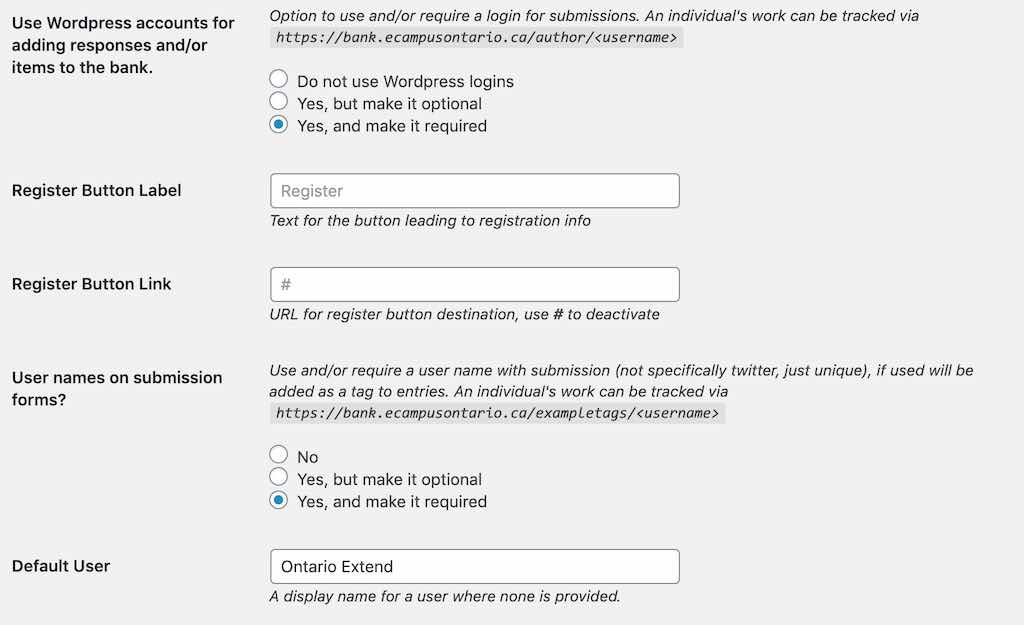 Use Wordpress accounts for
adding responses and/or
items to the bank.
Option to use and/or require a login for submissions. An individual's work can be tracked via
https://bank.ecampusontario.ca/author/<username>
Do not use Wordpress logins
Yes, but make it optional
Yes, and make it required
Register Button Label
Register
Text for the button leading to registration info
Register Button Link
#
URL for register button destination, use # to deactivate
User names on submission
forms?
Use and/or require a user name with submission (not specifically twitter, just unique), if used will be
added as a tag to entries. An individual's work can be tracked via
https://bank.ecampusontario.ca/exampletags/<username>
No
Yes, but make it optional
Yes, and make it required
Default User
Ontario Extend
A display name for a user where none is provided.